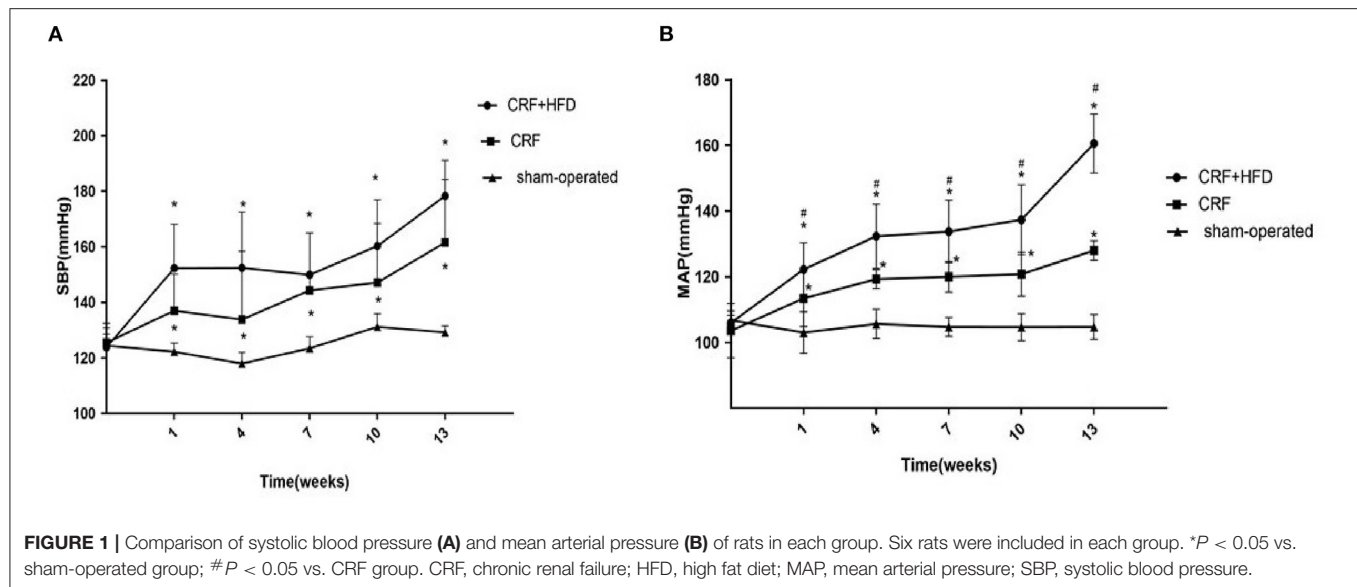 A
SBP(mmHg)
220
200
180
160
140
120
100
* * * * *
* * * * *
1 4 7 10 13
Time(weeks)
CRF+HFD
CRF
sham-operated
B
MAP(mmHg)
180
160
140
120
100
# # # # #
* * * * *
* * * * *
1 4 7 10 13
Time(weeks)
CRF+HFD
CRF
sham-operated
FIGURE 1 | Comparison of systolic blood pressure (A) and mean arterial pressure (B) of rats in each group. Six rats were included in each group. *P < 0.05 vs.
sham-operated group; #P < 0.05 vs. CRF group. CRF, chronic renal failure; HFD, high fat diet; MAP, mean arterial pressure; SBP, systolic blood pressure.